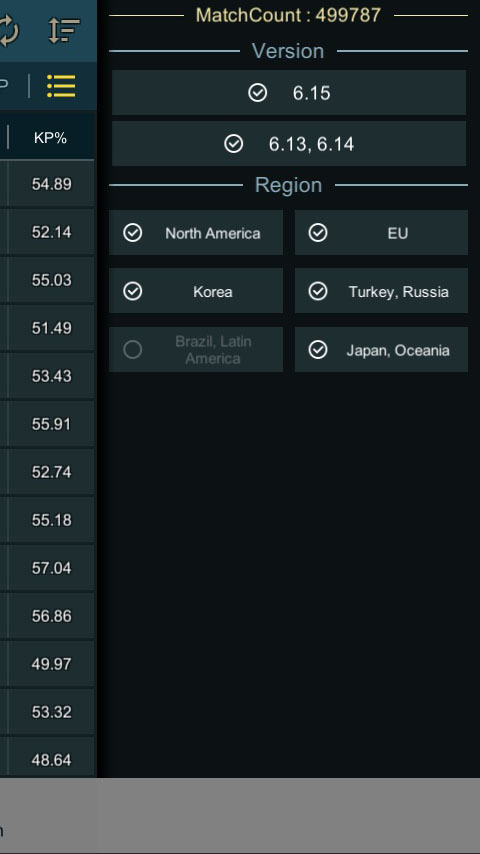 MatchCount : 499787
Version
6.15
6.13, 6.14
Region
North America
EU
Korea
Turkey, Russia
Brazil, Latin
America
Japan, Oceania
P
KP%
54.89
52.14
55.03
51.49
53.43
55.91
52.74
55.18
57.04
56.86
49.97
53.32
48.64